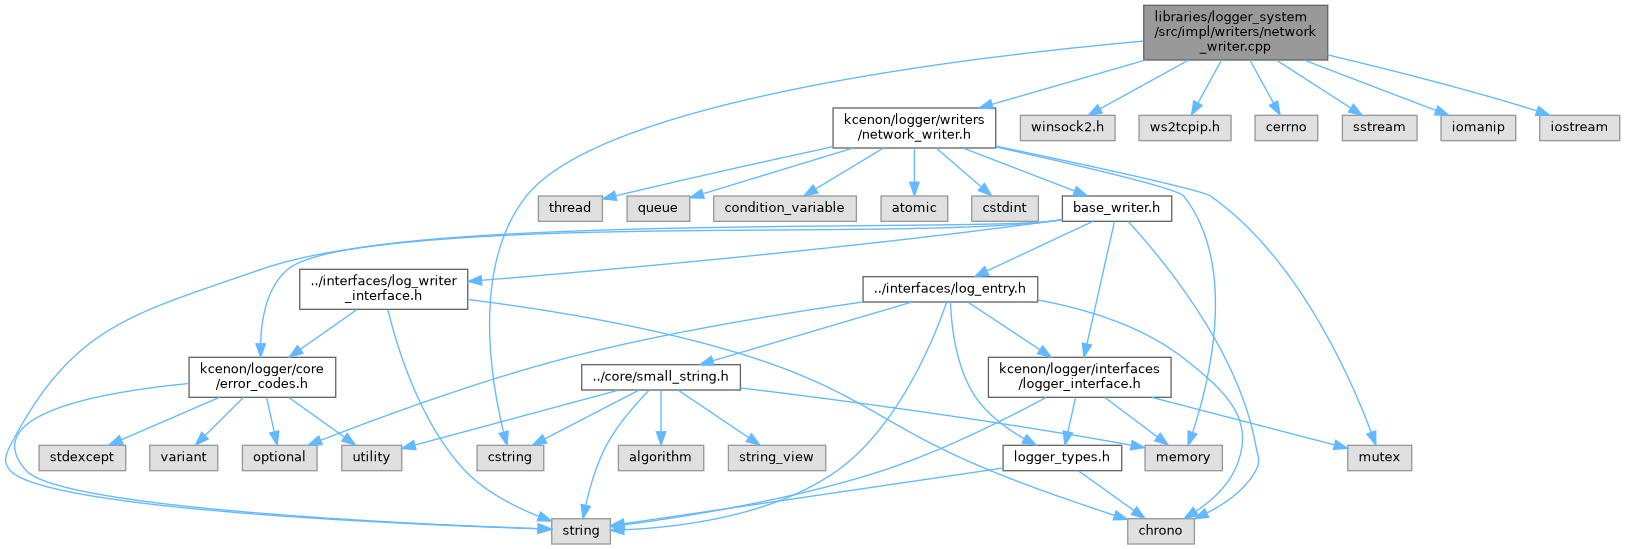 libraries/logger_system
/src/impl/writers/network
_writer.cpp
kcenon/logger/writers
/network_writer.h
winsock2.h
ws2tcpip.h
cerrno
sstream
iomanip
iostream
thread
queue
condition_variable
atomic
cstdint
base_writer.h
../interfaces/log_writer
_interface.h
../interfaces/log_entry.h
kcenon/logger/core
/error_codes.h
../core/small_string.h
kcenon/logger/interfaces
/logger_interface.h
stdexcept
variant
optional
utility
cstring
algorithm
string_view
logger_types.h
memory
mutex
string
chrono